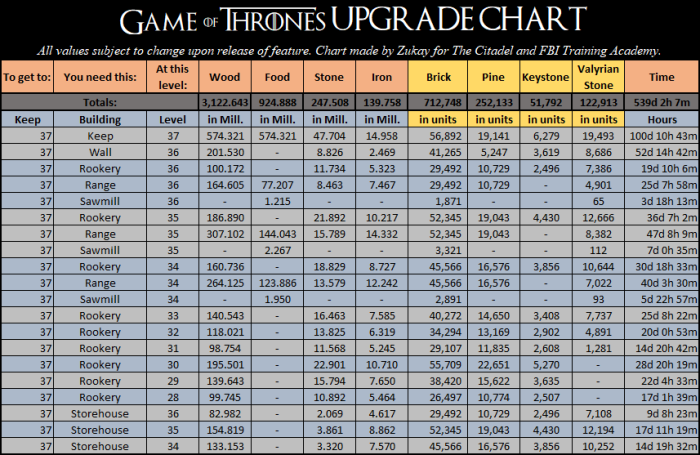 GAME OF THRONES UPGRADE CHART
All values subject to change upon release of feature. Chart made by Zukay for The Citadel and FBI Training Academy.
To get to: You need this: At this level: Wood Food Stone Iron Brick Pine Keystone Valyrian Stone Time
Totals: 3,122.643 924.888 247.508 139.758 712,748 252,133 51,792 122,913 539d 2h 7m
Keep Building Level in Mill. in Mill. in Mill. in Mill. in units in units in units in units Hours
37 Keep 37 574.321 574.321 47.704 14.958 56,892 19,141 6,279 19,493 100d 10h 43m
37 Wall 36 201.530 - 8.826 2.469 41,265 5,247 3,619 8,686 52d 14h 42m
37 Rookery 36 100.172 - 11.734 5.323 29,492 10,729 2,496 7,386 19d 10h 6m
37 Range 36 164.605 77.207 8.463 7.467 29,492 10,729 - 4,901 25d 7h 58m
37 Sawmill 36 - 1.215 - - 1,871 - - 65 3d 18h 13m
37 Rookery 35 186.890 - 21.892 10.217 52,345 19,043 4,430 12,666 36d 7h 2m
37 Range 35 307.102 144.043 15.789 14.332 52,345 19,043 - 8,382 47d 8h 9m
37 Sawmill 35 - 2.267 - - 3,321 - - 112 7d 0h 35m
37 Rookery 34 160.736 - 18.829 8.727 45,566 16,576 3,856 10,644 30d 18h 33m
37 Range 34 264.125 123.886 13.579 12.242 45,566 16,576 - 7,022 40d 3h 30m
37 Sawmill 34 - 1.950 - - 2,891 - - 93 5d 22h 57m
37 Rookery 33 140.543 - 16.463 7.585 40,272 14,650 3,408 7,737 25d 8h 22m
37 Rookery 32 118.021 - 13.825 6.319 34,294 13,169 2,902 4,891 20d 0h 53m
37 Rookery 31 98.754 - 11.568 5.245 29,107 11,835 2,608 1,281 14d 20h 42m
37 Rookery 30 195.501 - 22.901 10.710 55,709 22,651 5,270 - 28d 20h 19m
37 Rookery 29 139.643 - 15.794 7.650 38,420 15,622 3,635 - 22d 4h 33m
37 Rookery 28 99.745 - 10.892 5.464 26,497 10,774 2,507 - 17d 1h 39m
37 Storehouse 36 82.982 - 2.069 4.617 29,492 10,729 2,496 7,108 9d 8h 23m
37 Storehouse 35 154.819 - 3.861 8.862 52,345 19,043 4,430 12,194 17d 11h 19m
37 Storehouse 34 133.153 - 3.320 7.570 45,566 16,576 3,856 10,252 14d 19h 32m